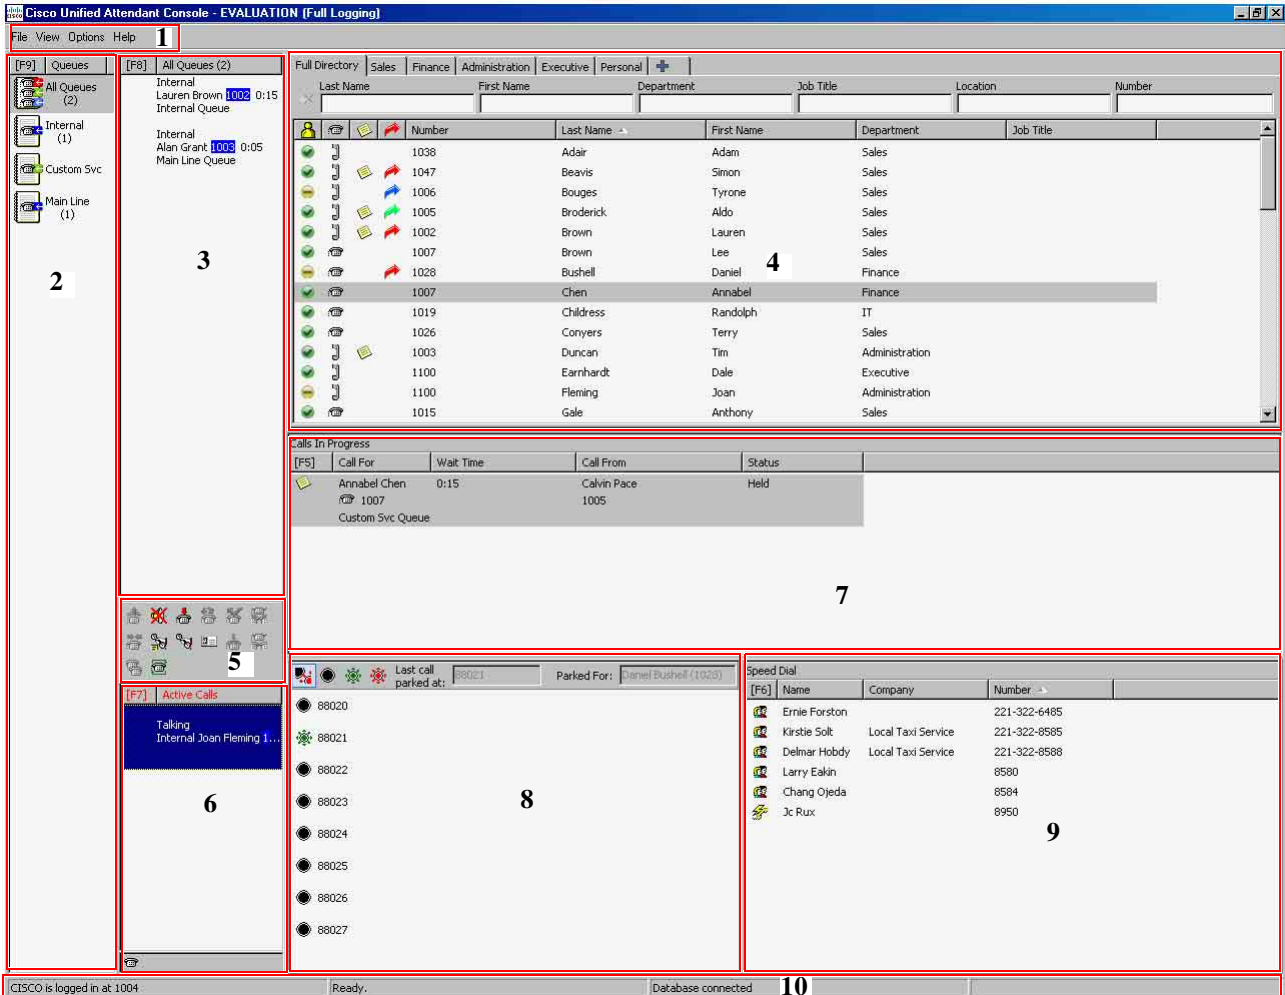 Cisco Unified Attendant Console - EVALUATION (Full Logging)
File View Options Help 1
[F9] Queues
All Queues
(2)
Internal
(1)
Custom Svc
Main Line
(1)
2
[F8] All Queues (2)
Internal
Lauren Brown 1002 0:15
Internal Queue
Internal
Alan Grant 1003 0:05
Main Line Queue
3
Full Directory Sales Finance Administration Executive Personal
Last Name First Name Department Job Title Location Number
Number Last Name First Name Department Job Title
1038 Adair Adam Sales
1047 Beavis Simon Sales
1006 Bouges Tyrone Sales
1005 Broderick Aldo Sales
1002 Brown Lauren Sales
1007 Brown Lee Sales
1028 Bushell Daniel Finance
1007 Chen Annabel Finance
1019 Childress Randolph IT
1026 Conyers Terry Sales
1003 Duncan Tim Administration
1100 Earnhardt Dale Executive
1100 Fleming Joan Administration
1015 Gale Anthony Sales
4
Calls In Progress
[F5] Call For Wait Time Call From Status
Annabel Chen 0:15 Calvin Pace Held
1007 1005
Custom Svc Queue
7
5
[F7] Active Calls
Talking
Internal Joan Fleming 1...
6
Last call
parked at: 88021 Parked For: Daniel Bushell (1028)
88020
88021
88022
88023
88024
88025
88026
88027
8
Speed Dial
[F6] Name Company Number
Ernie Forston 221-322-6485
Kirstie Solt Local Taxi Service 221-322-8585
Delmar Hobdy Local Taxi Service 221-322-8588
Larry Eakin 8580
Chang Ojeda 8584
Jc Rux 8950
9
CISCO is logged in at 1004 Ready. Database connected 10